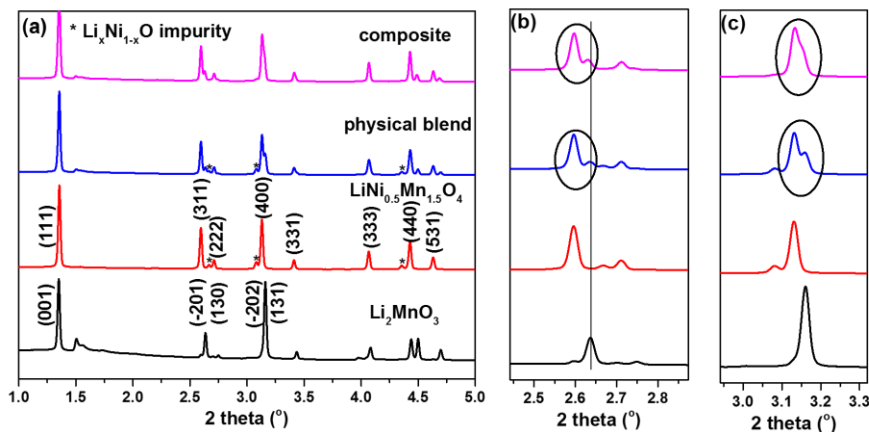 (a)
* LiₓNi₁₋ₓO impurity
composite
physical blend
*
*
*
LiNi₀.₅Mn₁.₅O₄
(111)
(311)
*
(222)
*
(400)
(331)
(333)
*
(440)
(531)
Li₂MnO₃
(001)
(-201)
(130)
(-202)
(131)
1.0 1.5 2.0 2.5 3.0 3.5 4.0 4.5 5.0
2 theta (°)
(b)
2.5 2.6 2.7 2.8
2 theta (°)
(c)
3.0 3.1 3.2 3.3
2 theta (°)